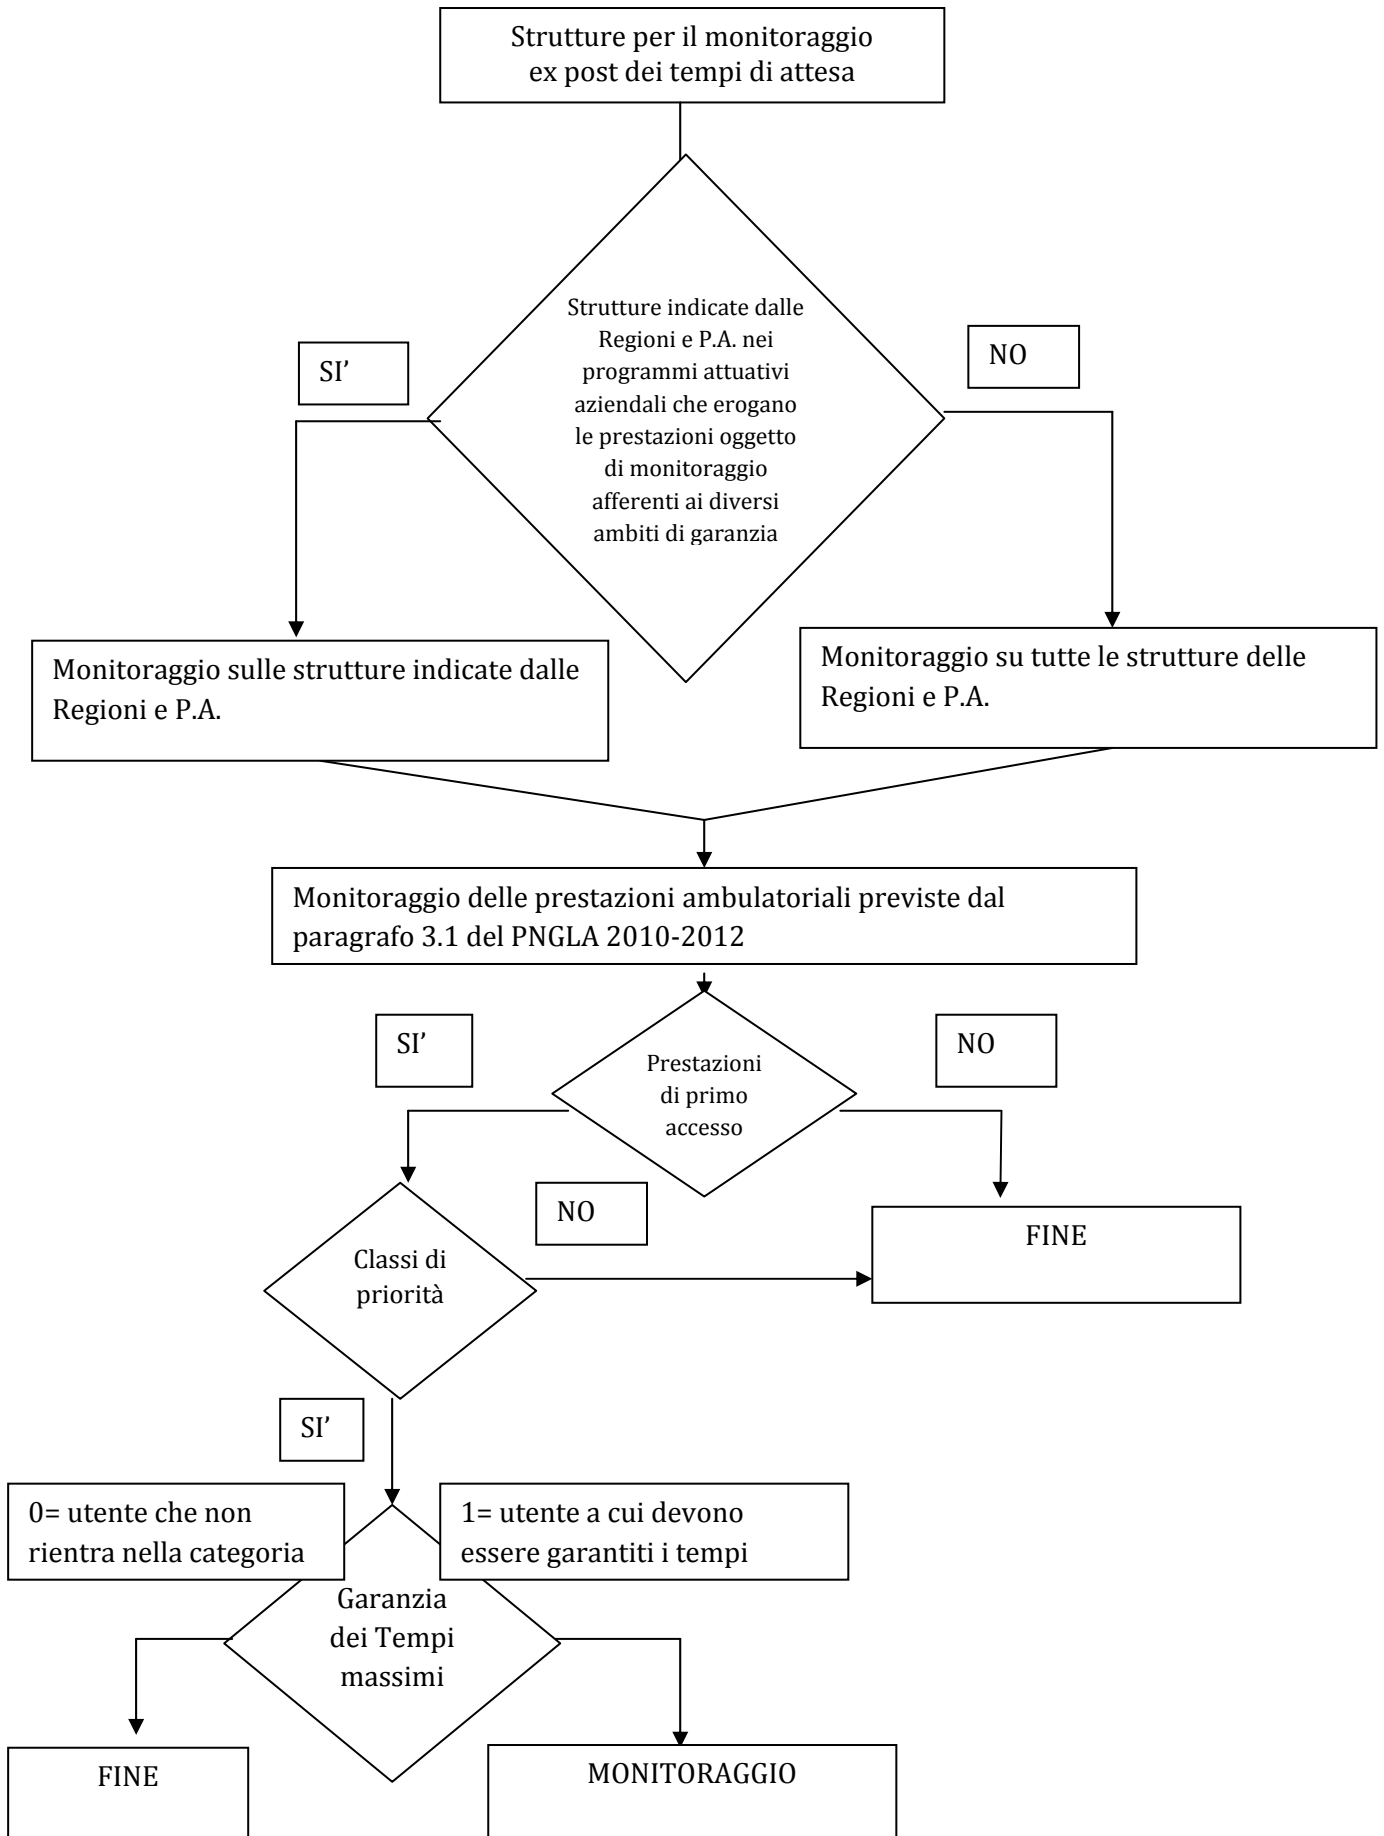 Strutture per il monitoraggio
ex post dei tempi di attesa
Strutture indicate dalle
Regioni e P.A. nei
programmi attuativi
aziendali che erogano
le prestazioni oggetto
di monitoraggio
afferenti ai diversi
ambiti di garanzia
SI’
NO
Monitoraggio sulle strutture indicate dalle
Regioni e P.A.
Monitoraggio su tutte le strutture delle
Regioni e P.A.
Monitoraggio delle prestazioni ambulatoriali previste dal
paragrafo 3.1 del PNGLA 2010-2012
SI’
Prestazioni
di primo
accesso
NO
NO
FINE
Classi di
priorità
SI’
0= utente che non
rientra nella categoria
1= utente a cui devono
essere garantiti i tempi
Garanzia
dei Tempi
massimi
FINE
MONITORAGGIO